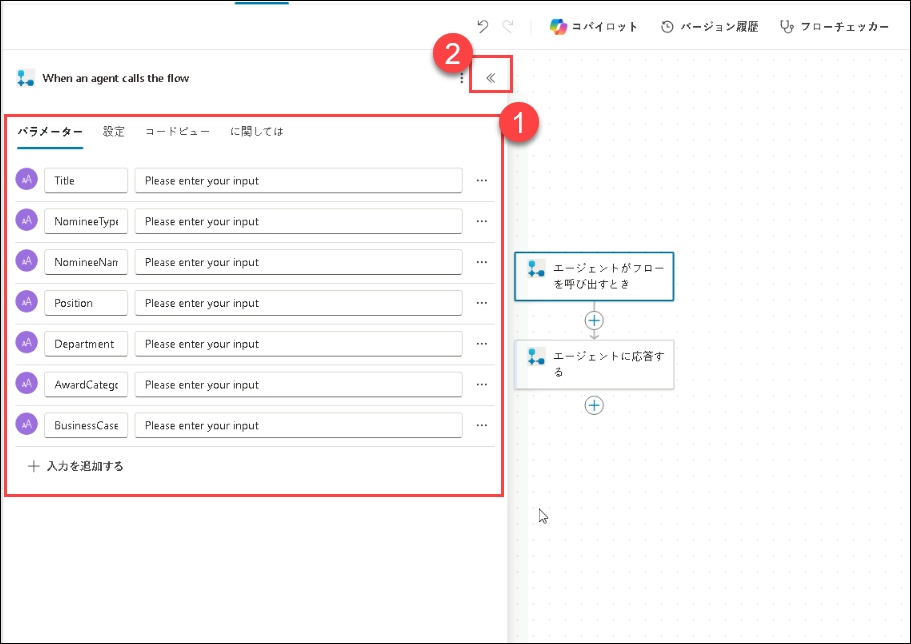 コパイロット バージョン履歴 フローチェッカー
2
When an agent calls the flow
1
パラメーター 設定 コードビュー に関しては
Title Please enter your input
NomineeType Please enter your input
NomineeNam Please enter your input
Position Please enter your input
Department Please enter your input
AwardCatego Please enter your input
BusinessCase Please enter your input
入力を追加する
エージェントがフロー
を呼び出すとき
エージェントに応答す
る